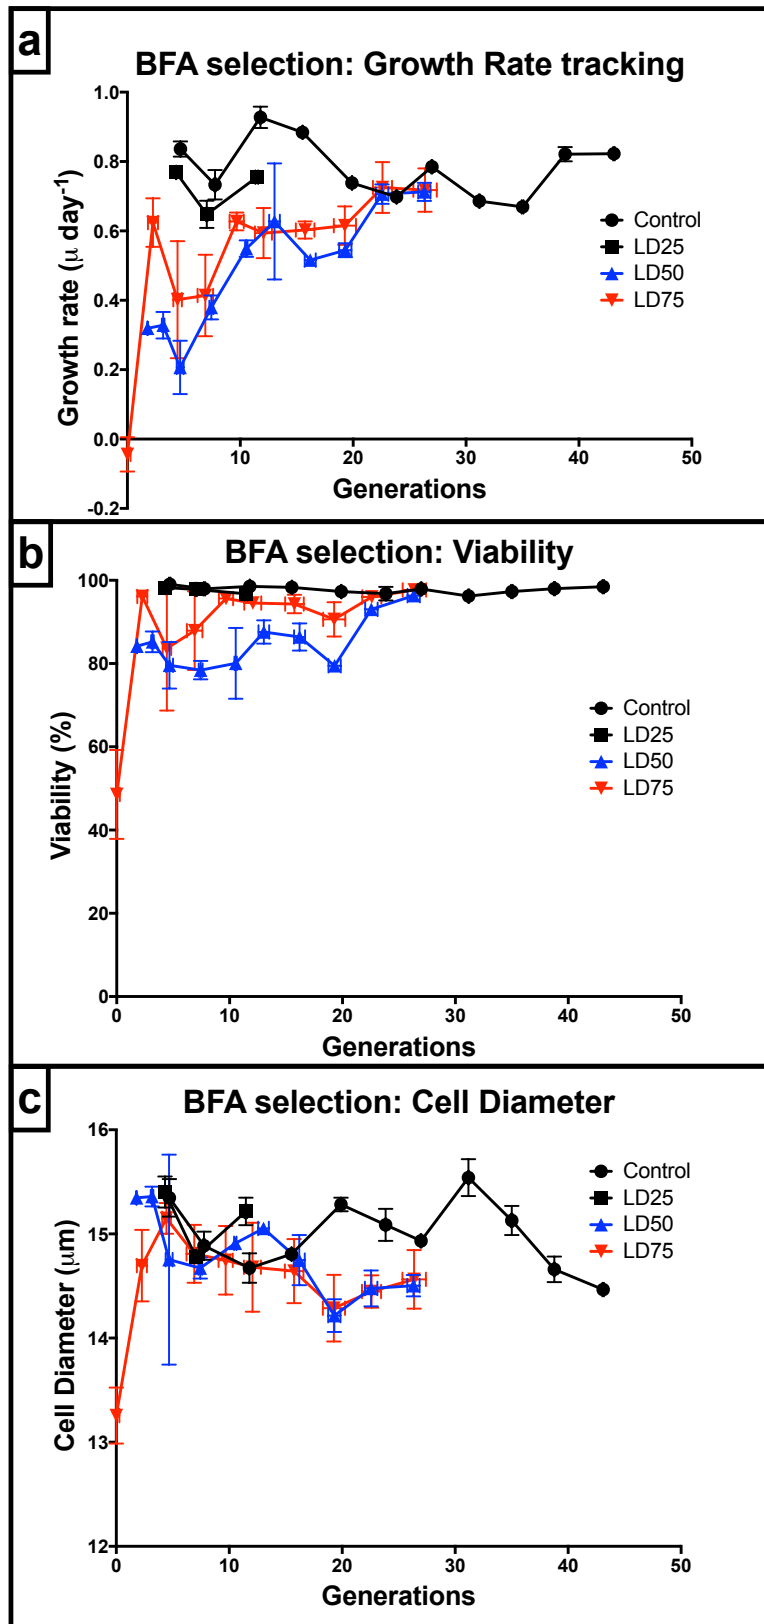 a
BFA selection: Growth Rate tracking
Growth rate (μ day-1)
1.0
0.8
0.6
0.4
0.2
0.0
-0.2
10
20
30
40
50
Generations
Control
LD25
LD50
LD75
b
BFA selection: Viability
Viability (%)
100
80
60
40
20
0
0
10
20
30
40
50
Generations
Control
LD25
LD50
LD75
c
BFA selection: Cell Diameter
Cell Diameter (μm)
16
15
14
13
12
0
10
20
30
40
50
Generations
Control
LD25
LD50
LD75